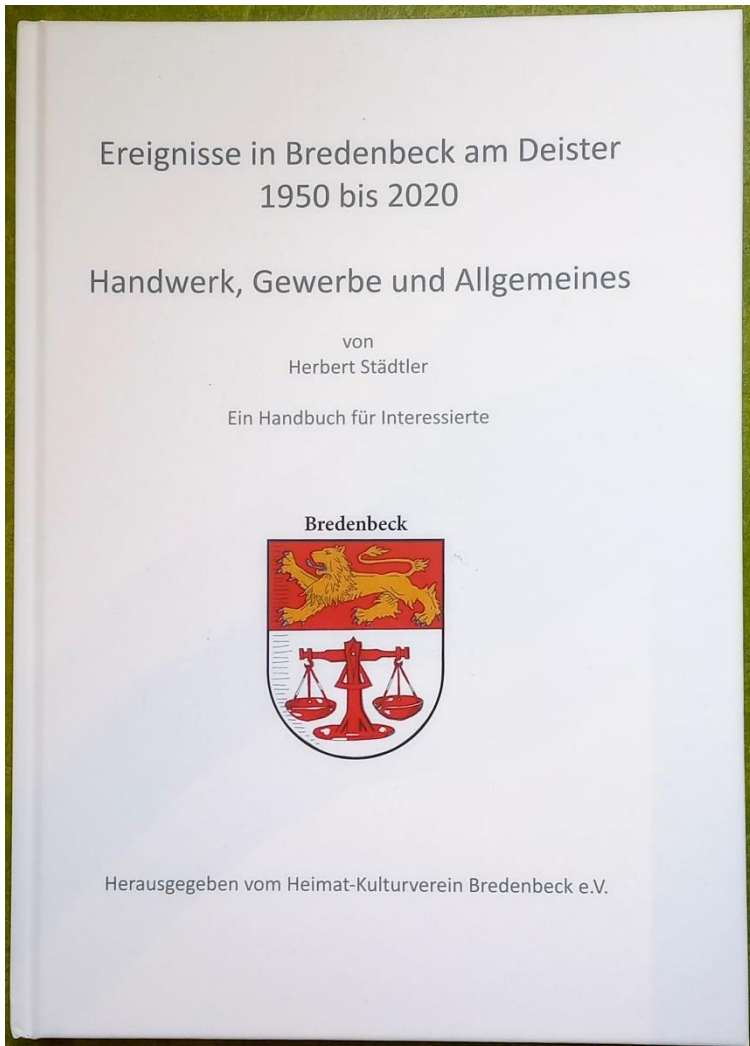 Ereignisse in Bredenbeck am Deister
1950 bis 2020
Handwerk, Gewerbe und Allgemeines
von
Herbert Städtler
Ein Handbuch für Interessierte
Bredenbeck
Herausgegeben vom Heimat-Kulturverein Bredenbeck e.V.